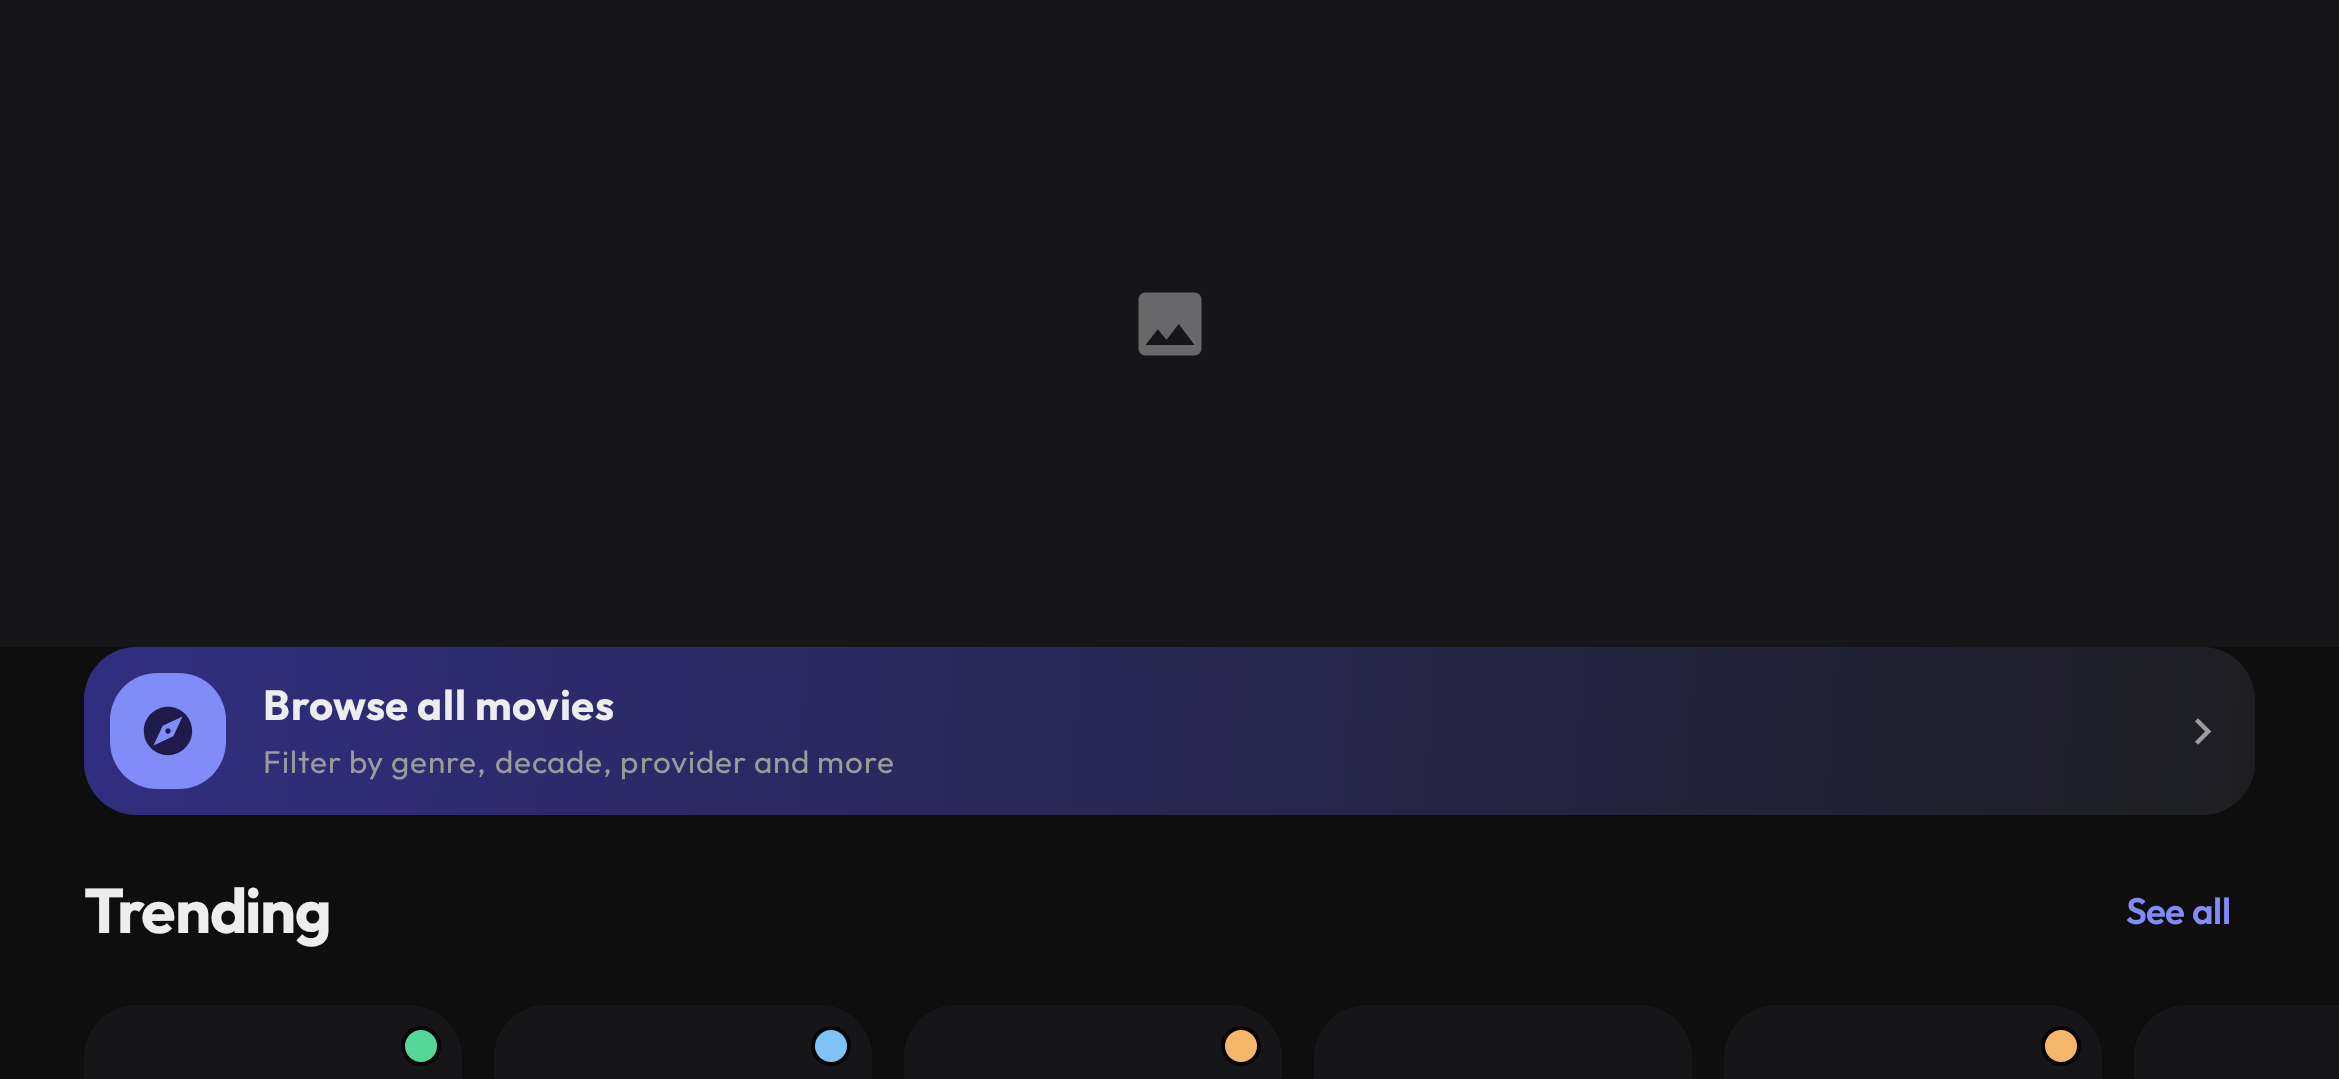 Browse all movies
Filter by genre, decade, provider and more
Trending
See all